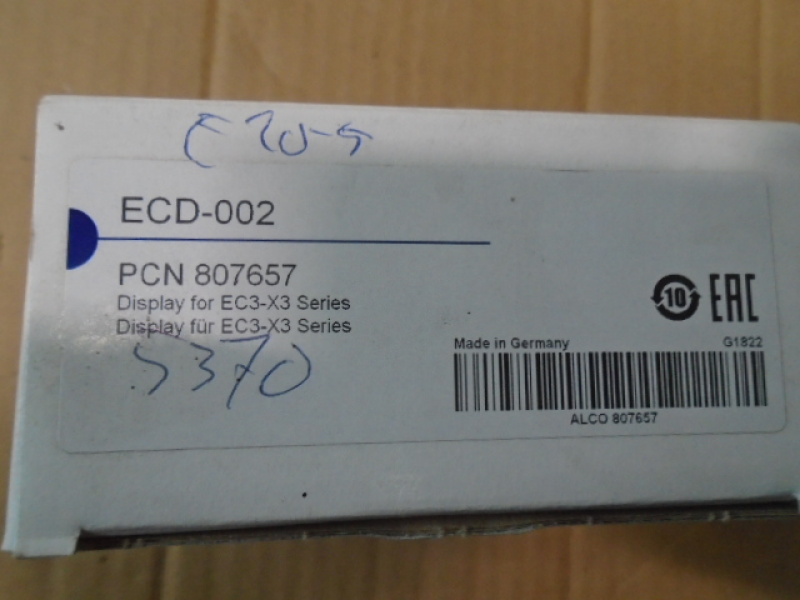 ECD-002
PCN 807657
Display for EC3-X3 Series
Display für EC3-X3 Series
5370
10 EAC
Made in Germany G1822
ALCO 807657